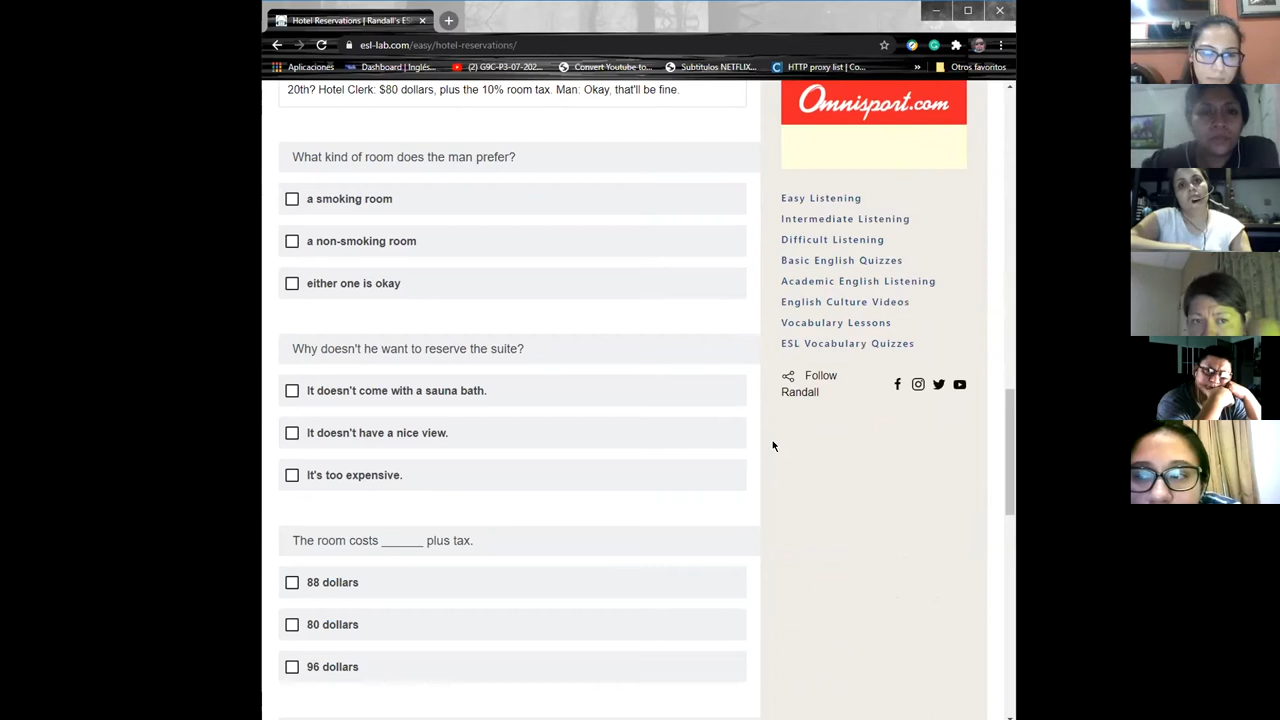 Hotel Reservations | Randall's ES
esl-lab.com/easy/hotel-reservations/
Aplicaciones
Dashboard | Inglés...
(2) G9C-P3-07-202...
Convert Youtube to...
Subtitulos NETFLIX...
HTTP proxy list | Co...
»
Otros favoritos
20th? Hotel Clerk: $80 dollars, plus the 10% room tax. Man: Okay, that'll be fine.
What kind of room does the man prefer?
a smoking room
a non-smoking room
either one is okay
Why doesn't he want to reserve the suite?
It doesn't come with a sauna bath.
It doesn't have a nice view.
It's too expensive.
The room costs ______ plus tax.
88 dollars
80 dollars
96 dollars
Omnisport.com
Easy Listening
Intermediate Listening
Difficult Listening
Basic English Quizzes
Academic English Listening
English Culture Videos
Vocabulary Lessons
ESL Vocabulary Quizzes
Follow
Randall